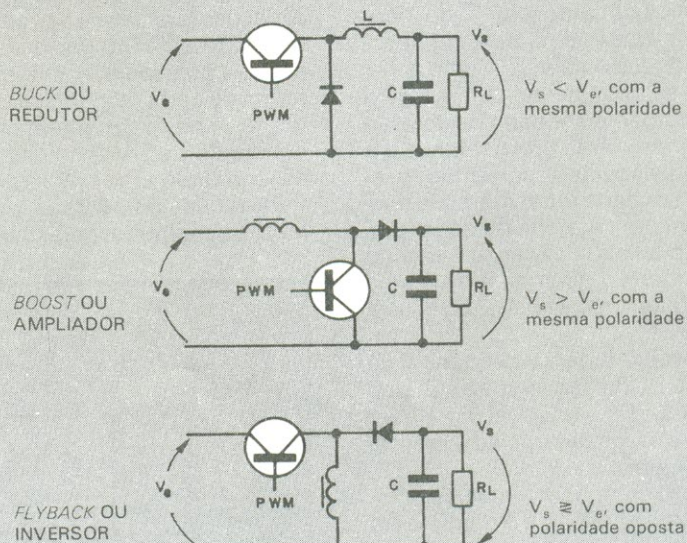 BUCK OU
REDUTOR
Ve
PWM
L
C
RL
Vs
Vs < Ve, com a
mesma polaridade
BOOST OU
AMPLIADOR
Ve
PWM
C
RL
Vs
Vs > Ve, com a
mesma polaridade
FLYBACK OU
INVERSOR
Ve
PWM
C
RL
Vs
Vs ≷ Ve, com
polaridade oposta